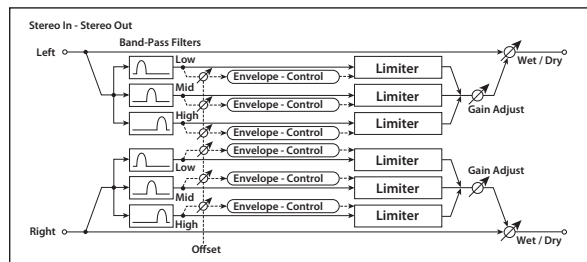 Stereo In - Stereo Out
Band-Pass Filters
Left
Wet / Dry
Low
Envelope - Control
Limiter
Mid
Envelope - Control
Limiter
High
Envelope - Control
Limiter
Gain Adjust
Envelope - Control
Limiter
Low
Envelope - Control
Limiter
Mid
Envelope - Control
Limiter
High
Gain Adjust
Right
Wet / Dry
Offset